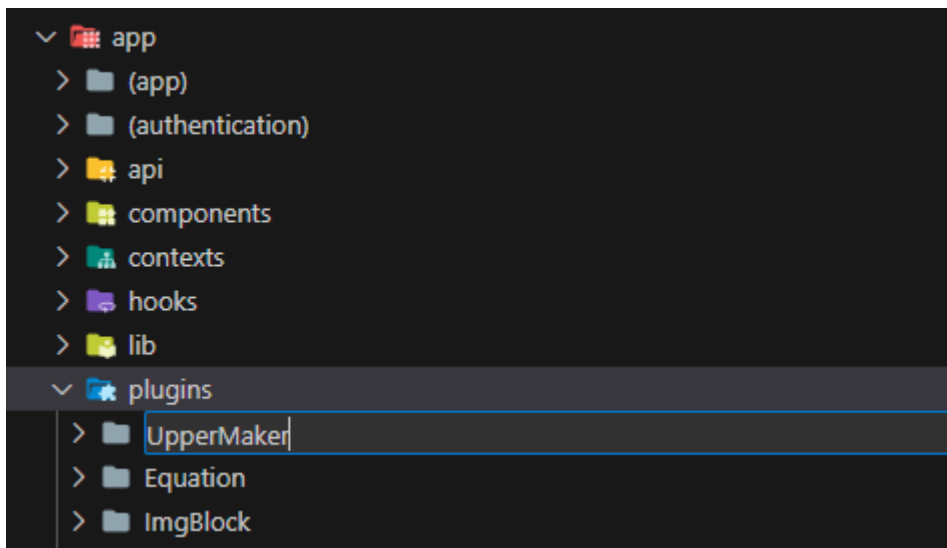 app
(app)
(authentication)
api
components
contexts
hooks
lib
plugins
UpperMaker
Equation
ImgBlock